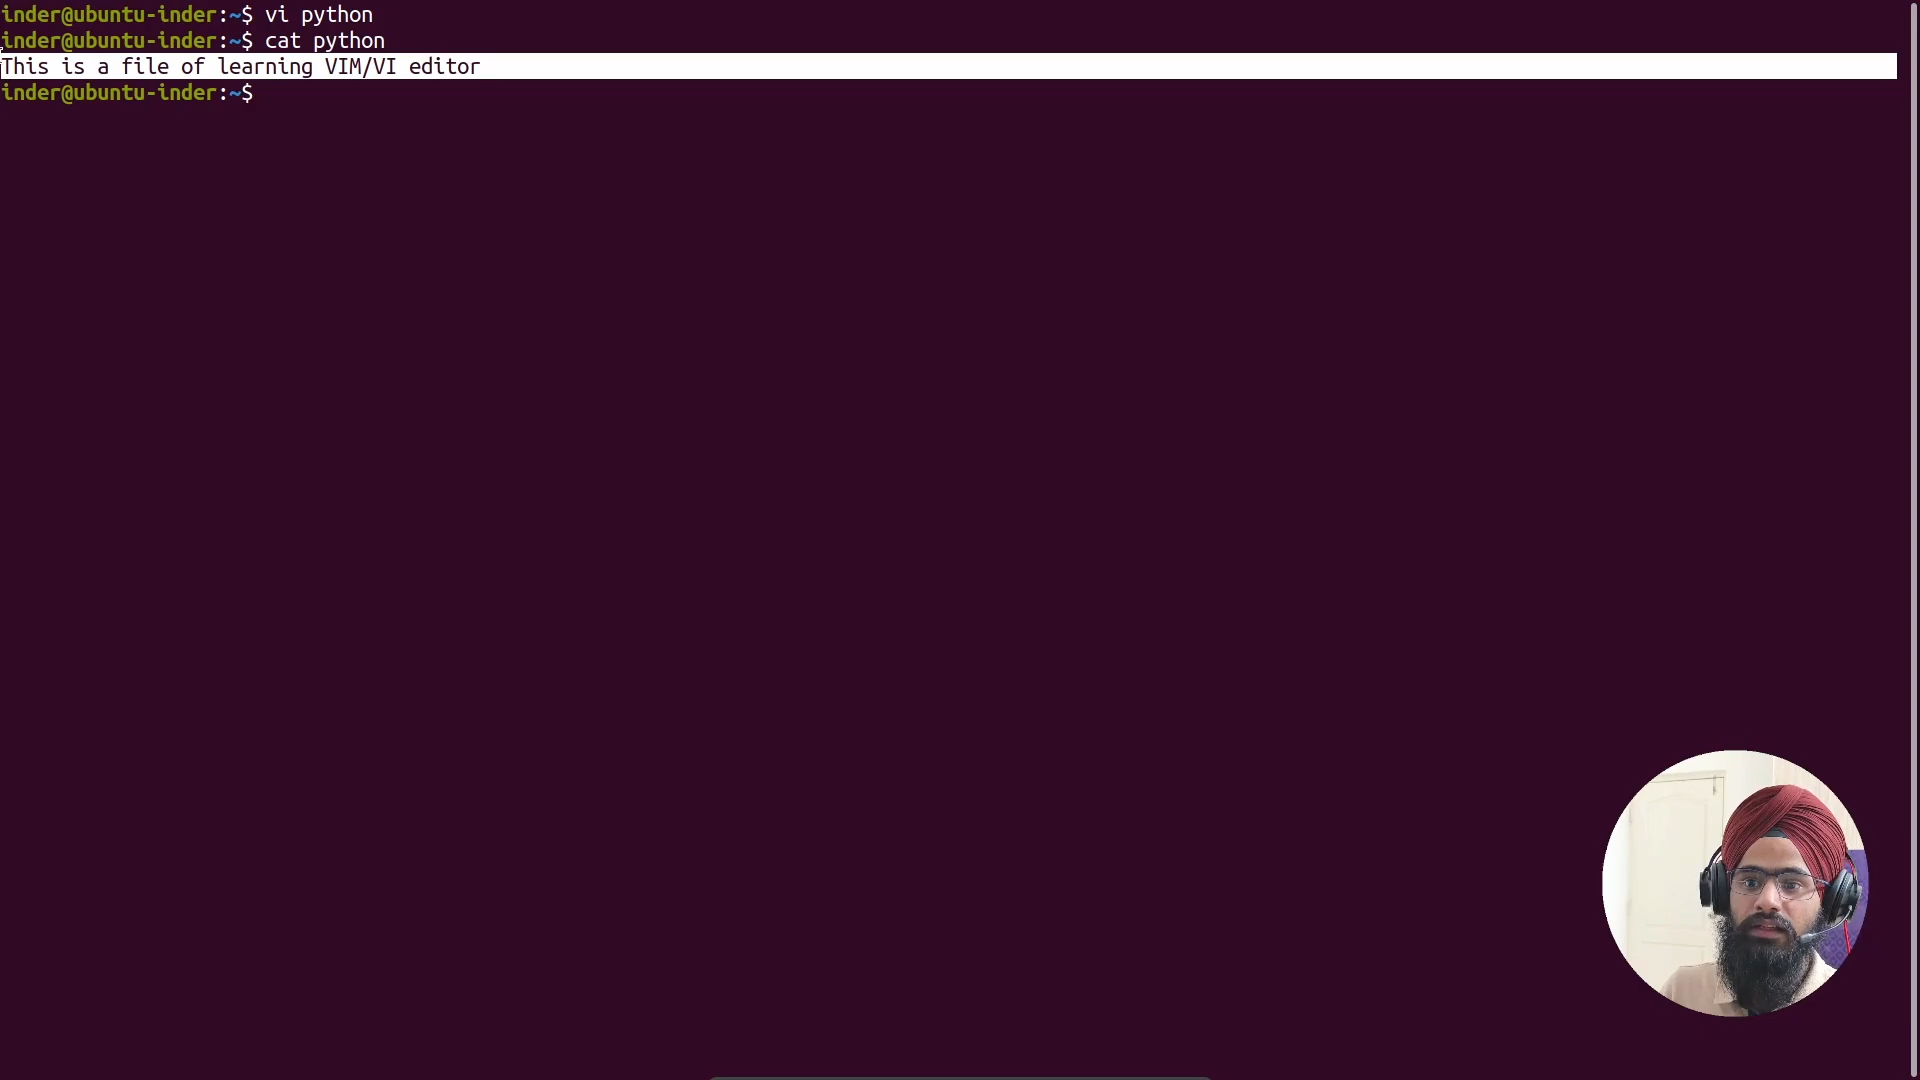 inder@ubuntu-inder:~$ vi python
inder@ubuntu-inder:~$ cat python
This is a file of learning VIM/VI editor
inder@ubuntu-inder:~$